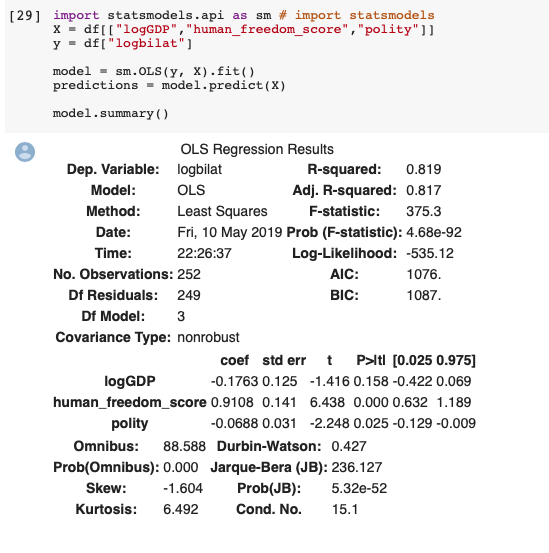 [29] import statsmodels.api as sm # import statsmodels
X = df[["logGDP","human_freedom_score","polity"]]
y = df["logbilat"]
model = sm.OLS(y, X).fit()
predictions = model.predict(X)
model.summary()
OLS Regression Results
Dep. Variable: logbilat R-squared: 0.819
Model: OLS Adj. R-squared: 0.817
Method: Least Squares F-statistic: 375.3
Date: Fri, 10 May 2019 Prob (F-statistic): 4.68e-92
Time: 22:26:37 Log-Likelihood: -535.12
No. Observations: 252 AIC: 1076.
Df Residuals: 249 BIC: 1087.
Df Model: 3
Covariance Type: nonrobust
coef std err t P>|t| [0.025 0.975]
logGDP -0.1763 0.125 -1.416 0.158 -0.422 0.069
human_freedom_score 0.9108 0.141 6.438 0.000 0.632 1.189
polity -0.0688 0.031 -2.248 0.025 -0.129 -0.009
Omnibus: 88.588 Durbin-Watson: 0.427
Prob(Omnibus): 0.000 Jarque-Bera (JB): 236.127
Skew: -1.604 Prob(JB): 5.32e-52
Kurtosis: 6.492 Cond. No. 15.1